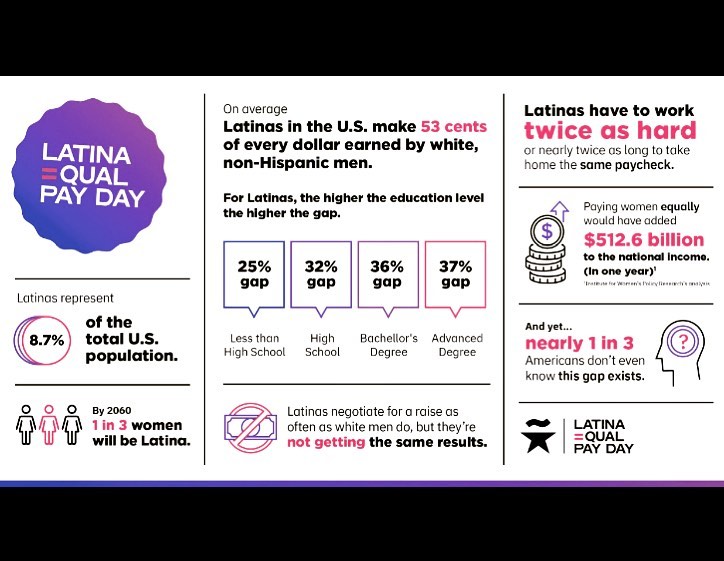 LATINA
EQUAL
PAY DAY
Latinas represent
8.7%
of the
total U.S.
population.
By 2060
1 in 3 women
will be Latina.
On average
Latinas in the U.S. make 53 cents
of every dollar earned by white,
non-Hispanic men.
For Latinas, the higher the education level
the higher the gap.
25%
gap
32%
gap
36%
gap
37%
gap
Less than
High School
High
School
Bachellor's
Degree
Advanced
Degree
Latinas negotiate for a raise as
often as white men do, but they're
not getting the same results.
Latinas have to work
twice as hard
or nearly twice as long to take
home the same paycheck.
$
Paying women equally
would have added
$512.6 billion
to the national income.
(In one year)¹
¹Institute for Women's Policy Research's analysis
And yet...
nearly 1 in 3
Americans don't even
know this gap exists.
?
LATINA
EQUAL
PAY DAY